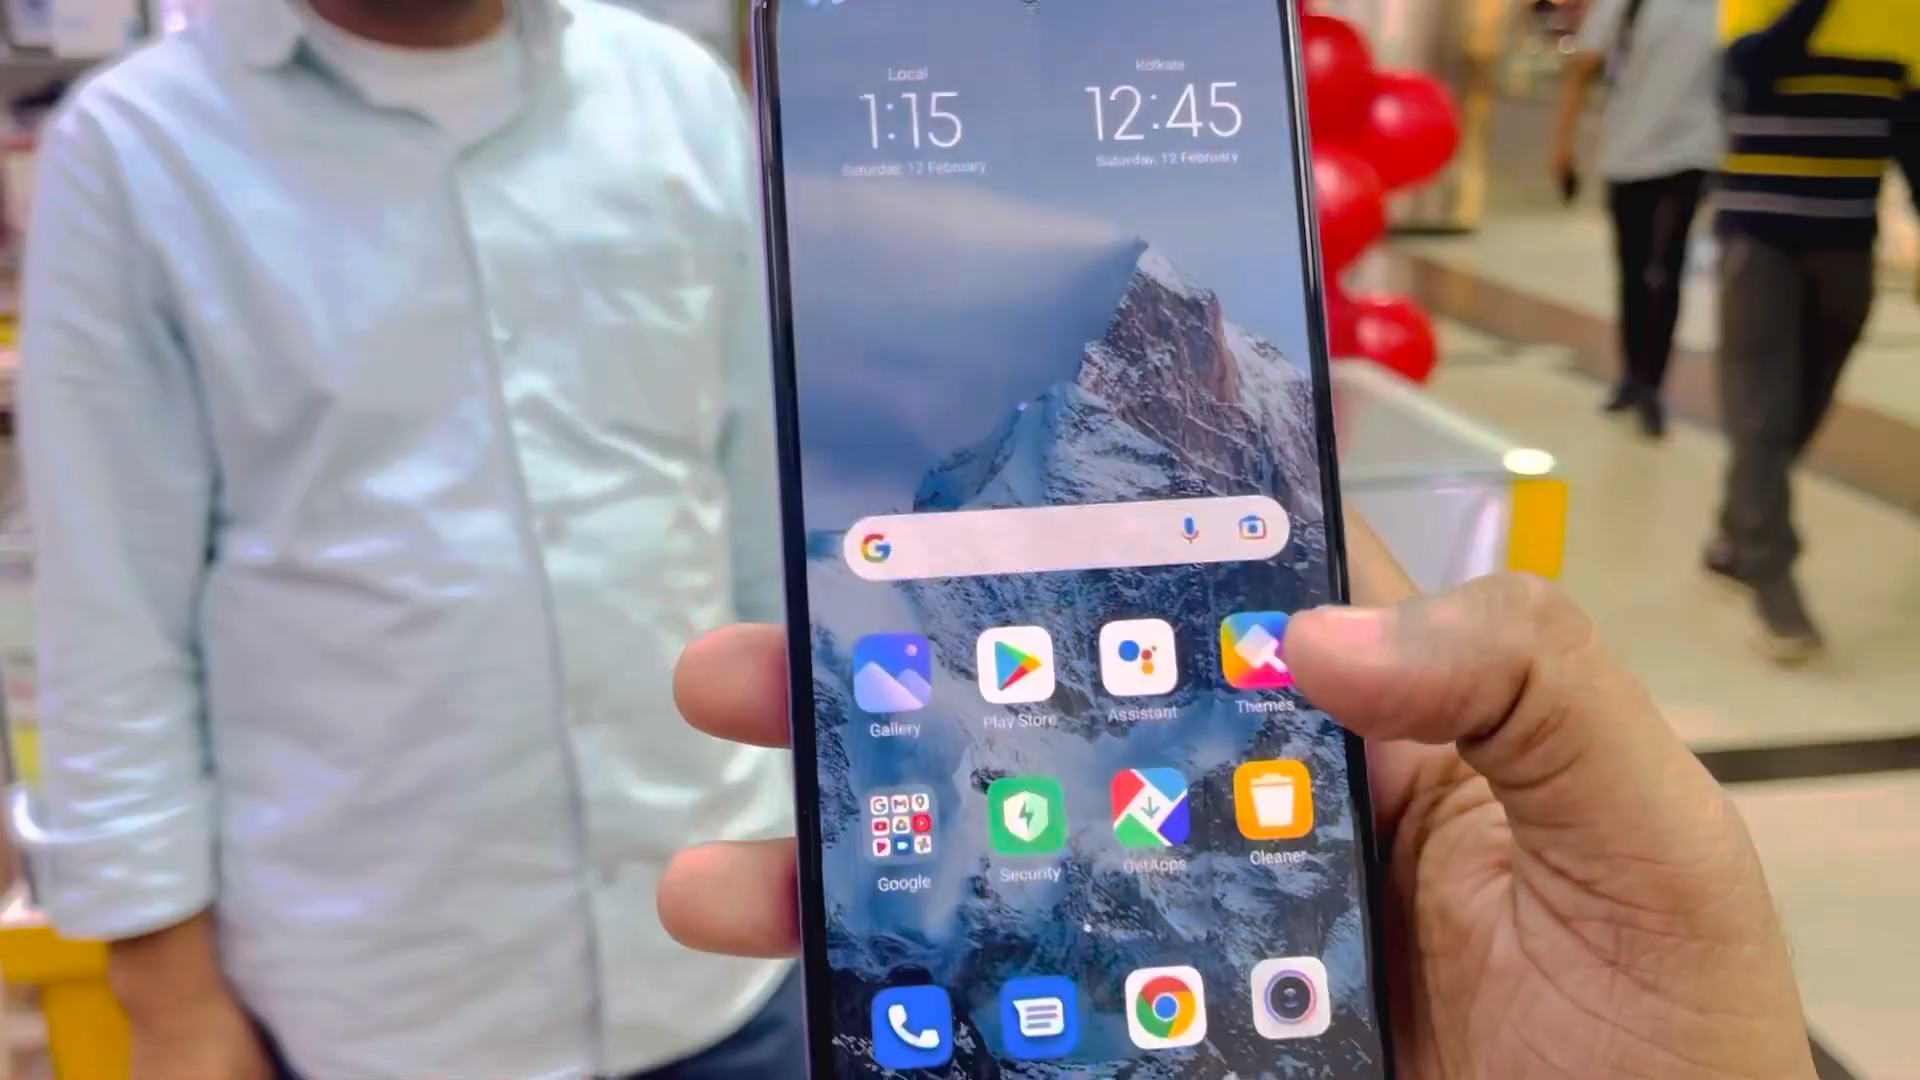 Local
Kolkata
1:15
12:45
Saturday, 12 February
Saturday, 12 February
Gallery
Play Store
Assistant
Themes
Google
Security
GetApps
Cleaner